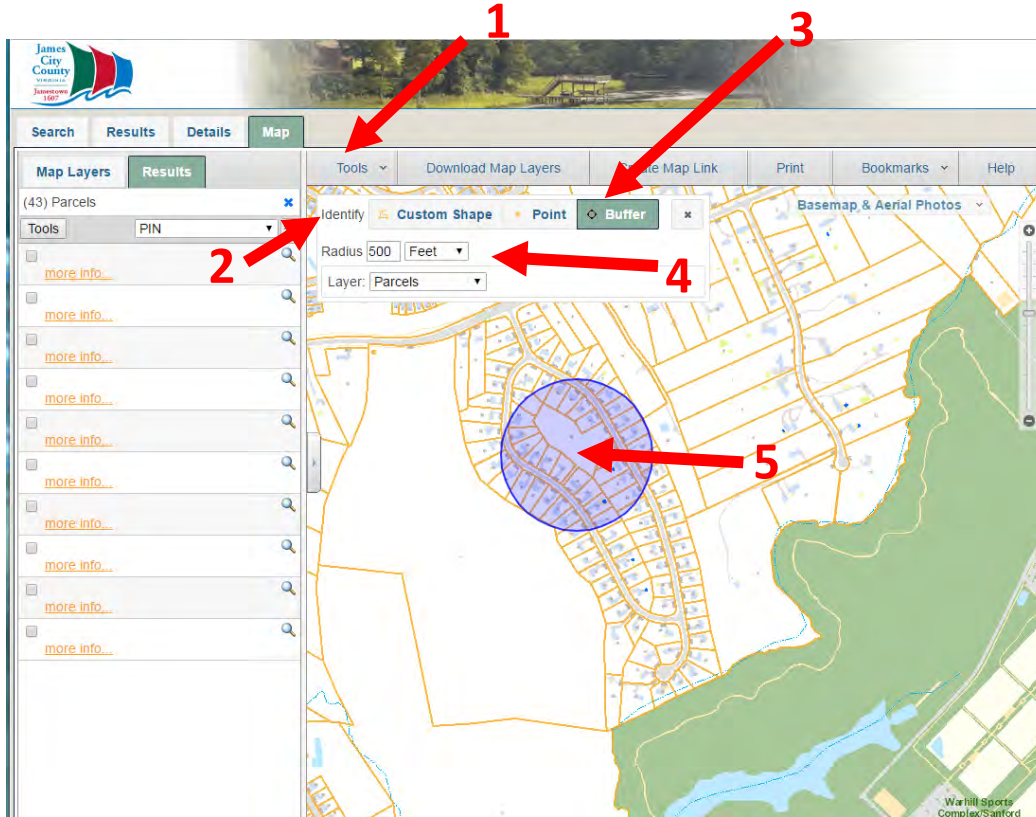 1
3
James
City
County
VIRGINIA
Jamestown
1607
Search Results Details Map
Map Layers Results
Tools Download Map Layers Create Map Link Print Bookmarks Help
(43) Parcels
Tools PIN
Identify Custom Shape Point Buffer
Basemap & Aerial Photos
2
Radius 500 Feet
4
Layer: Parcels
more info...
more info...
more info...
more info...
more info...
5
more info...
more info...
more info...
more info...
more info...
Warhill Sports
Complex/Sanford